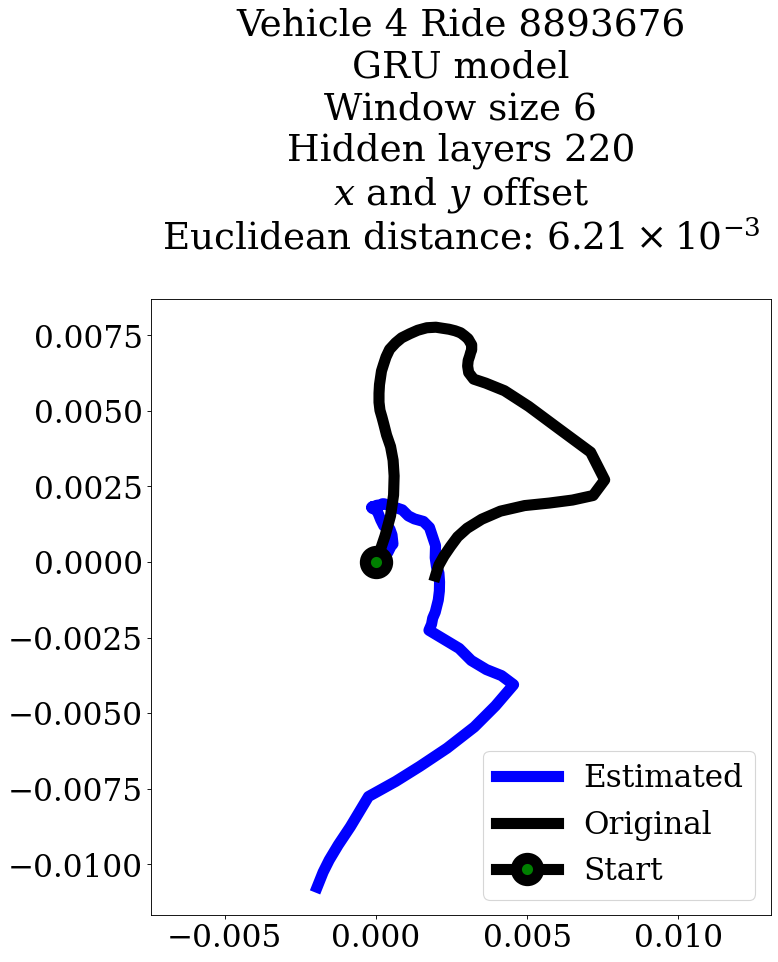 Vehicle 4 Ride 8893676
GRU model
Window size 6
Hidden layers 220
x and y offset
Euclidean distance: 6.21 × 10⁻³
0.0075
0.0050
0.0025
0.0000
−0.0025
−0.0050
−0.0075
−0.0100
Estimated
Original
Start
−0.005 0.000 0.005 0.010